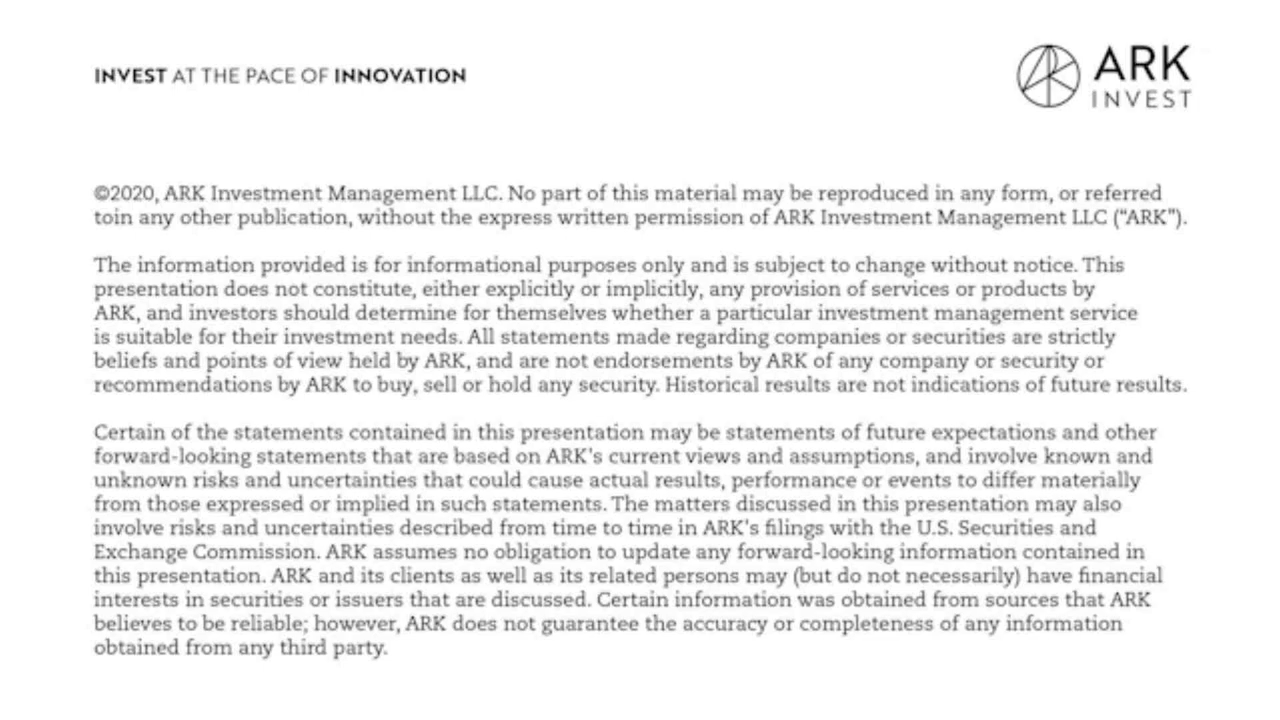 INVEST AT THE PACE OF INNOVATION
ARK
INVEST
©2020, ARK Investment Management LLC. No part of this material may be reproduced in any form, or referred
toin any other publication, without the express written permission of ARK Investment Management LLC (“ARK”).
The information provided is for informational purposes only and is subject to change without notice. This
presentation does not constitute, either explicitly or implicitly, any provision of services or products by
ARK, and investors should determine for themselves whether a particular investment management service
is suitable for their investment needs. All statements made regarding companies or securities are strictly
beliefs and points of view held by ARK, and are not endorsements by ARK of any company or security or
recommendations by ARK to buy, sell or hold any security. Historical results are not indications of future results.
Certain of the statements contained in this presentation may be statements of future expectations and other
forward-looking statements that are based on ARK's current views and assumptions, and involve known and
unknown risks and uncertainties that could cause actual results, performance or events to differ materially
from those expressed or implied in such statements. The matters discussed in this presentation may also
involve risks and uncertainties described from time to time in ARK's filings with the U.S. Securities and
Exchange Commission. ARK assumes no obligation to update any forward-looking information contained in
this presentation. ARK and its clients as well as its related persons may (but do not necessarily) have financial
interests in securities or issuers that are discussed. Certain information was obtained from sources that ARK
believes to be reliable; however, ARK does not guarantee the accuracy or completeness of any information
obtained from any third party.